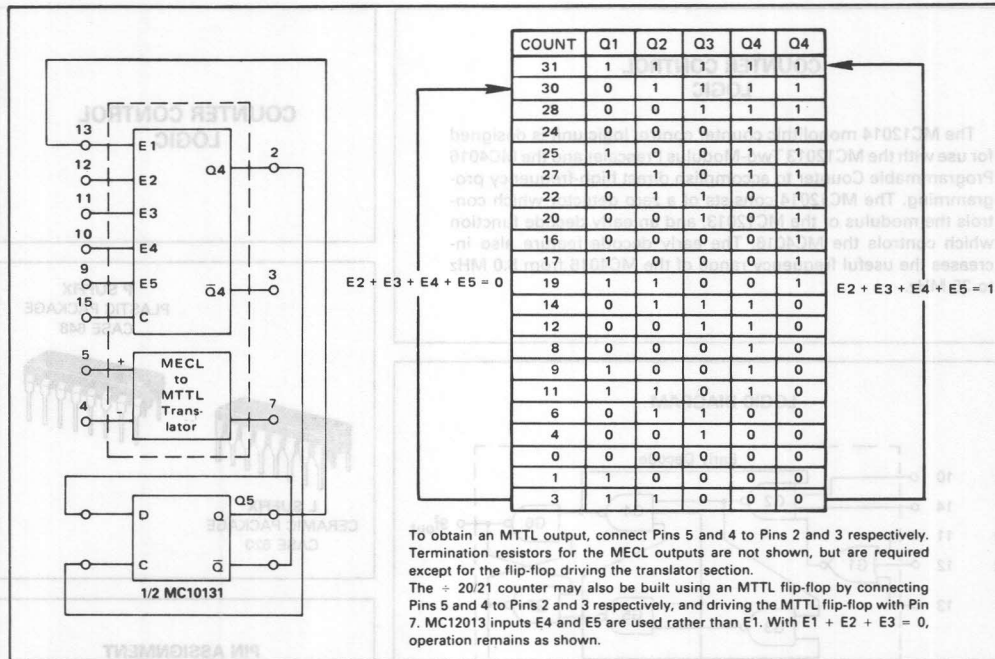 13
E1
12
E2
11
E3
10
E4
9
E5
15
C
Q4
2
Q̅4
3
5
+
4
-
MECL
to
MTTL
Trans-
lator
7
Q5
D
Q
C
Q̅
1/2 MC10131
COUNT Q1 Q2 Q3 Q4 Q4
31 1 1 1 1 1
30 0 1 1 1 1
28 0 0 1 1 1
24 0 0 0 1 1
25 1 0 0 1 1
27 1 1 0 1 1
22 0 1 1 0 1
20 0 0 1 0 1
16 0 0 0 0 1
17 1 0 0 0 1
19 1 1 0 0 1
14 0 1 1 1 0
12 0 0 1 1 0
8 0 0 0 1 0
9 1 0 0 1 0
11 1 1 0 1 0
6 0 1 1 0 0
4 0 0 1 0 0
0 0 0 0 0 0
1 1 0 0 0 0
3 1 1 0 0 0
E2 + E3 + E4 + E5 = 0
E2 + E3 + E4 + E5 = 1
To obtain an MTTL output, connect Pins 5 and 4 to Pins 2 and 3 respectively.
Termination resistors for the MECL outputs are not shown, but are required
except for the flip-flop driving the translator section.
The ÷ 20/21 counter may also be built using an MTTL flip-flop by connecting
Pins 5 and 4 to Pins 2 and 3 respectively, and driving the MTTL flip-flop with Pin
7. MC12013 inputs E4 and E5 are used rather than E1. With E1 + E2 + E3 = 0,
operation remains as shown.